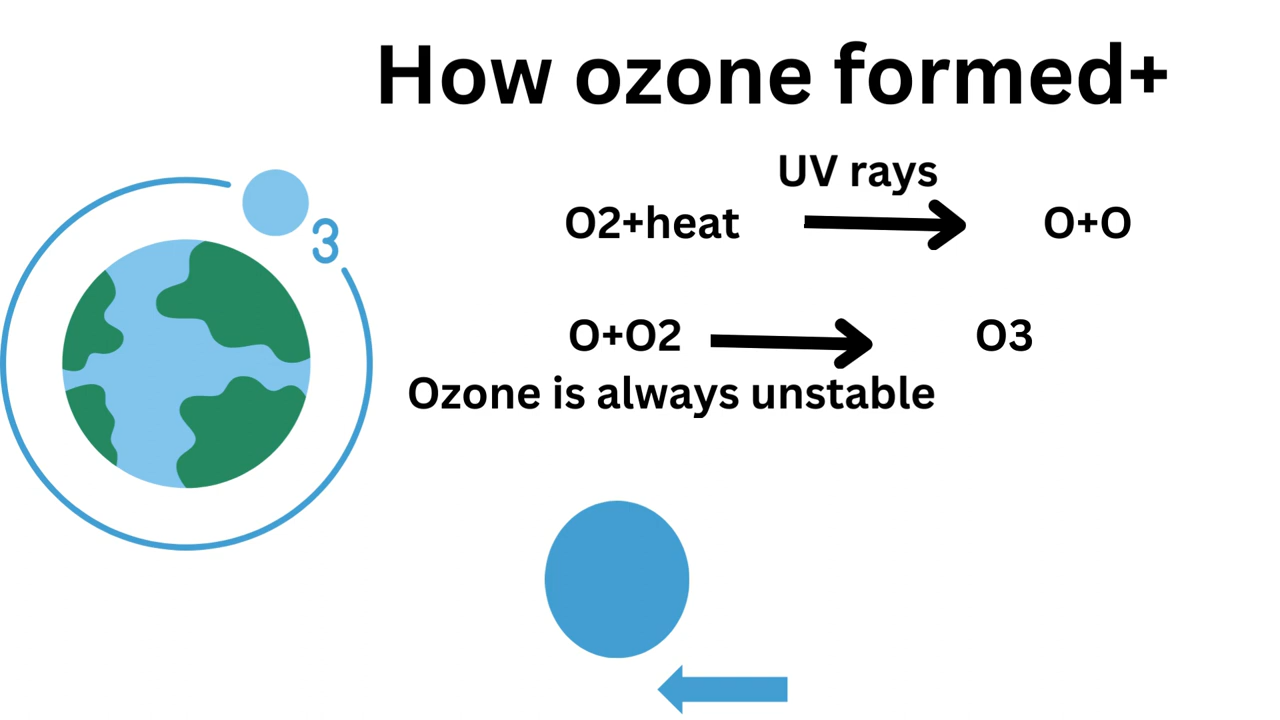 How ozone formed+
UV rays
O2+heat O+O
3
O+O2 O3
Ozone is always unstable